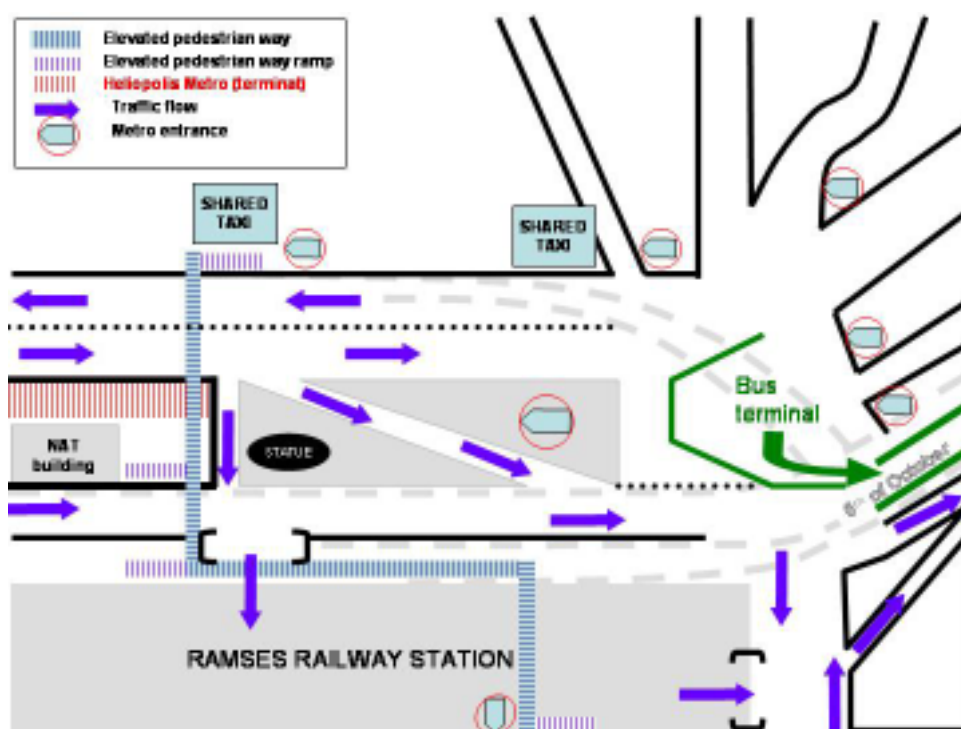 Elevated pedestrian way
Elevated pedestrian way ramp
Heliopolis Metro (terminal)
Traffic flow
Metro entrance
SHARED
TAXI
SHARED
TAXI
Bus
terminal
NAT
building
STATUE
6th of October
RAMSES RAILWAY STATION